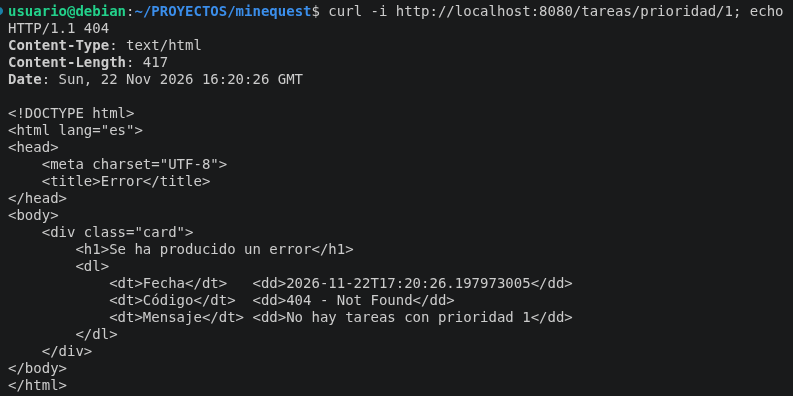 usuario@debian:~/PROYECTOS/minequest$ curl -i http://localhost:8080/tareas/prioridad/1; echo
HTTP/1.1 404
Content-Type: text/html
Content-Length: 417
Date: Sun, 22 Nov 2026 16:20:26 GMT

<!DOCTYPE html>
<html lang="es">
<head>
    <meta charset="UTF-8">
    <title>Error</title>
</head>
<body>
    <div class="card">
        <h1>Se ha producido un error</h1>
        <dl>
            <dt>Fecha</dt>   <dd>2026-11-22T17:20:26.197973005</dd>
            <dt>Código</dt>  <dd>404 - Not Found</dd>
            <dt>Mensaje</dt> <dd>No hay tareas con prioridad 1</dd>
        </dl>
    </div>
</body>
</html>